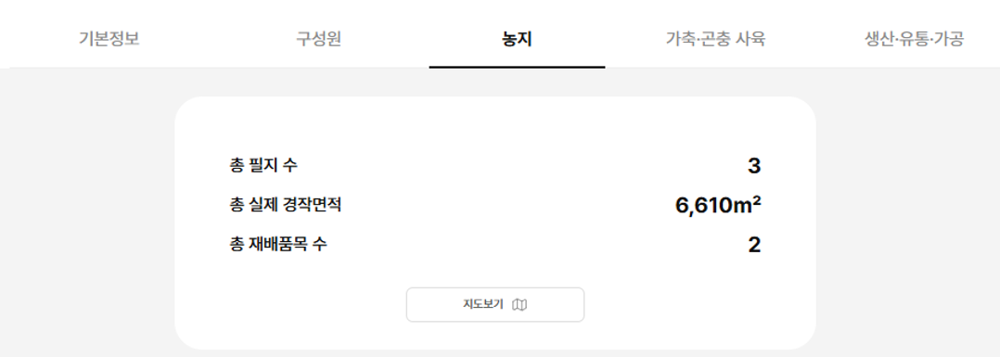 기본정보 구성원 농지 가축·곤충 사육 생산·유통·가공
총 필지 수 3
총 실제 경작면적 6,610m²
총 재배품목 수 2
지도보기